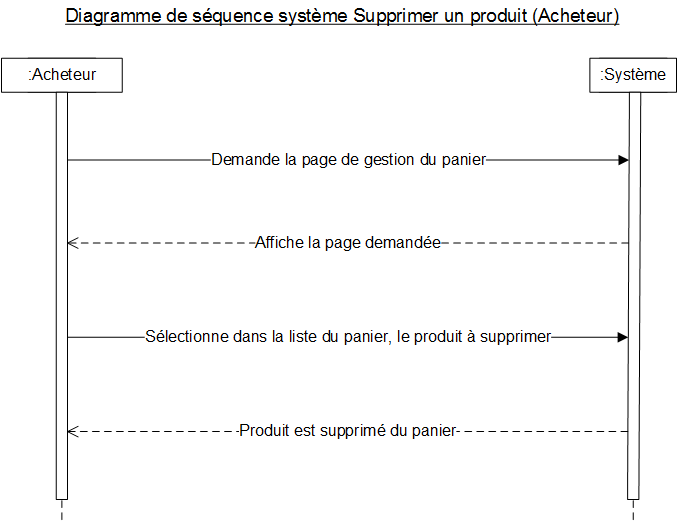 Diagramme de séquence système Supprimer un produit (Acheteur)
:Acheteur
:Système
Demande la page de gestion du panier
Affiche la page demandée
Sélectionne dans la liste du panier, le produit à supprimer
Produit est supprimé du panier